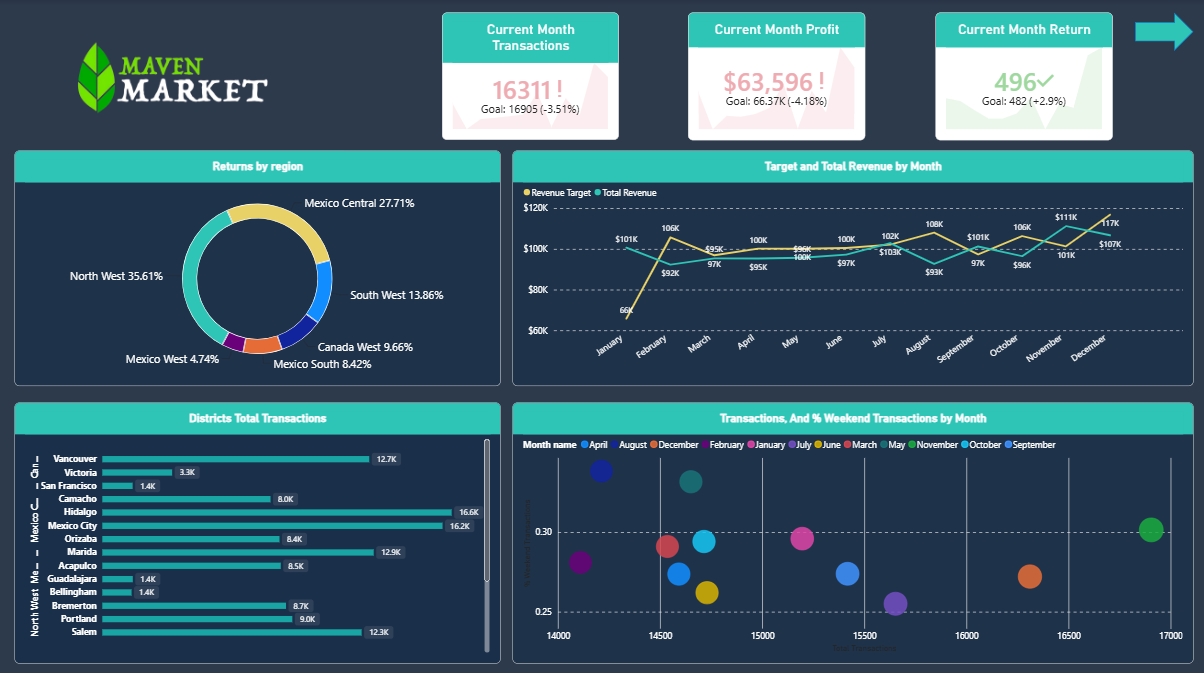 MAVEN
MARKET
Current Month
Transactions
16311!
Goal: 16905 (-3.51%)
Current Month Profit
$63,596!
Goal: 66.37K (-4.18%)
Current Month Return
496
Goal: 482 (+2.9%)
Returns by region
Mexico Central 27.71%
North West 35.61%
South West 13.86%
Canada West 9.66%
Mexico West 4.74%
Mexico South 8.42%
Target and Total Revenue by Month
Revenue Target Total Revenue
$120K
$100K
$80K
$60K
$101K
66K
106K
$92K
$95K
97K
100K
$95K
$96K
100K
100K
$97K
102K
$103K
108K
$93K
$101K
97K
106K
$96K
$111K
101K
117K
$107K
January
February
March
April
May
June
July
August
September
October
November
December
Districts Total Transactions
Vancouver 12.7K
Victoria 3.3K
San Francisco 1.4K
Camacho 8.0K
Hidalgo 16.6K
Mexico City 16.2K
Orizaba 8.4K
Marida 12.9K
Acapulco 8.5K
Guadalajara 1.4K
Bellingham 1.4K
Bremerton 8.7K
Portland 9.0K
Salem 12.3K
Mexico C...
Me...
North West
Transactions, And % Weekend Transactions by Month
Month name April August December February January July June March May November October September
0.30
0.25
14000 14500 15000 15500 16000 16500 17000
% Weekend Transactions
Total Transactions